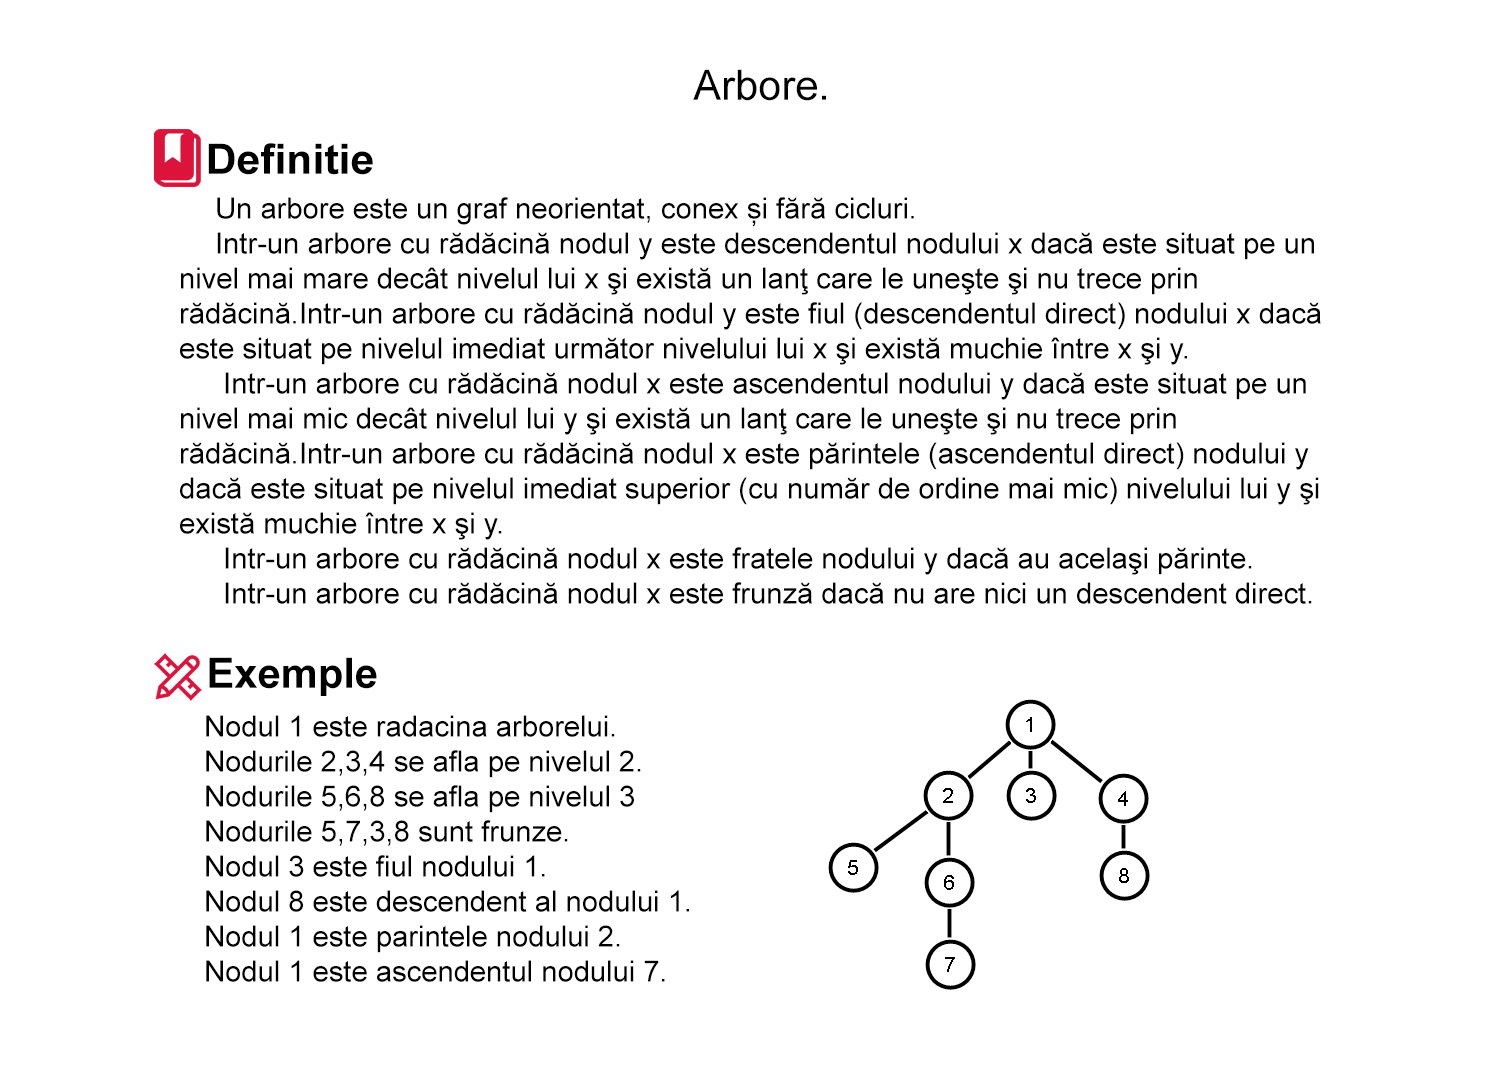 Arbore.
Definitie
Un arbore este un graf neorientat, conex și fără cicluri.
Intr-un arbore cu rădăcină nodul y este descendentul nodului x dacă este situat pe un
nivel mai mare decât nivelul lui x şi există un lanţ care le uneşte şi nu trece prin
rădăcină.Intr-un arbore cu rădăcină nodul y este fiul (descendentul direct) nodului x dacă
este situat pe nivelul imediat următor nivelului lui x şi există muchie între x şi y.
Intr-un arbore cu rădăcină nodul x este ascendentul nodului y dacă este situat pe un
nivel mai mic decât nivelul lui y şi există un lanţ care le uneşte şi nu trece prin
rădăcină.Intr-un arbore cu rădăcină nodul x este părintele (ascendentul direct) nodului y
dacă este situat pe nivelul imediat superior (cu număr de ordine mai mic) nivelului lui y şi
există muchie între x şi y.
Intr-un arbore cu rădăcină nodul x este fratele nodului y dacă au acelaşi părinte.
Intr-un arbore cu rădăcină nodul x este frunză dacă nu are nici un descendent direct.
Exemple
Nodul 1 este radacina arborelui.
Nodurile 2,3,4 se afla pe nivelul 2.
Nodurile 5,6,8 se afla pe nivelul 3
Nodurile 5,7,3,8 sunt frunze.
Nodul 3 este fiul nodului 1.
Nodul 8 este descendent al nodului 1.
Nodul 1 este parintele nodului 2.
Nodul 1 este ascendentul nodului 7.
1
2
3
4
5
6
8
7